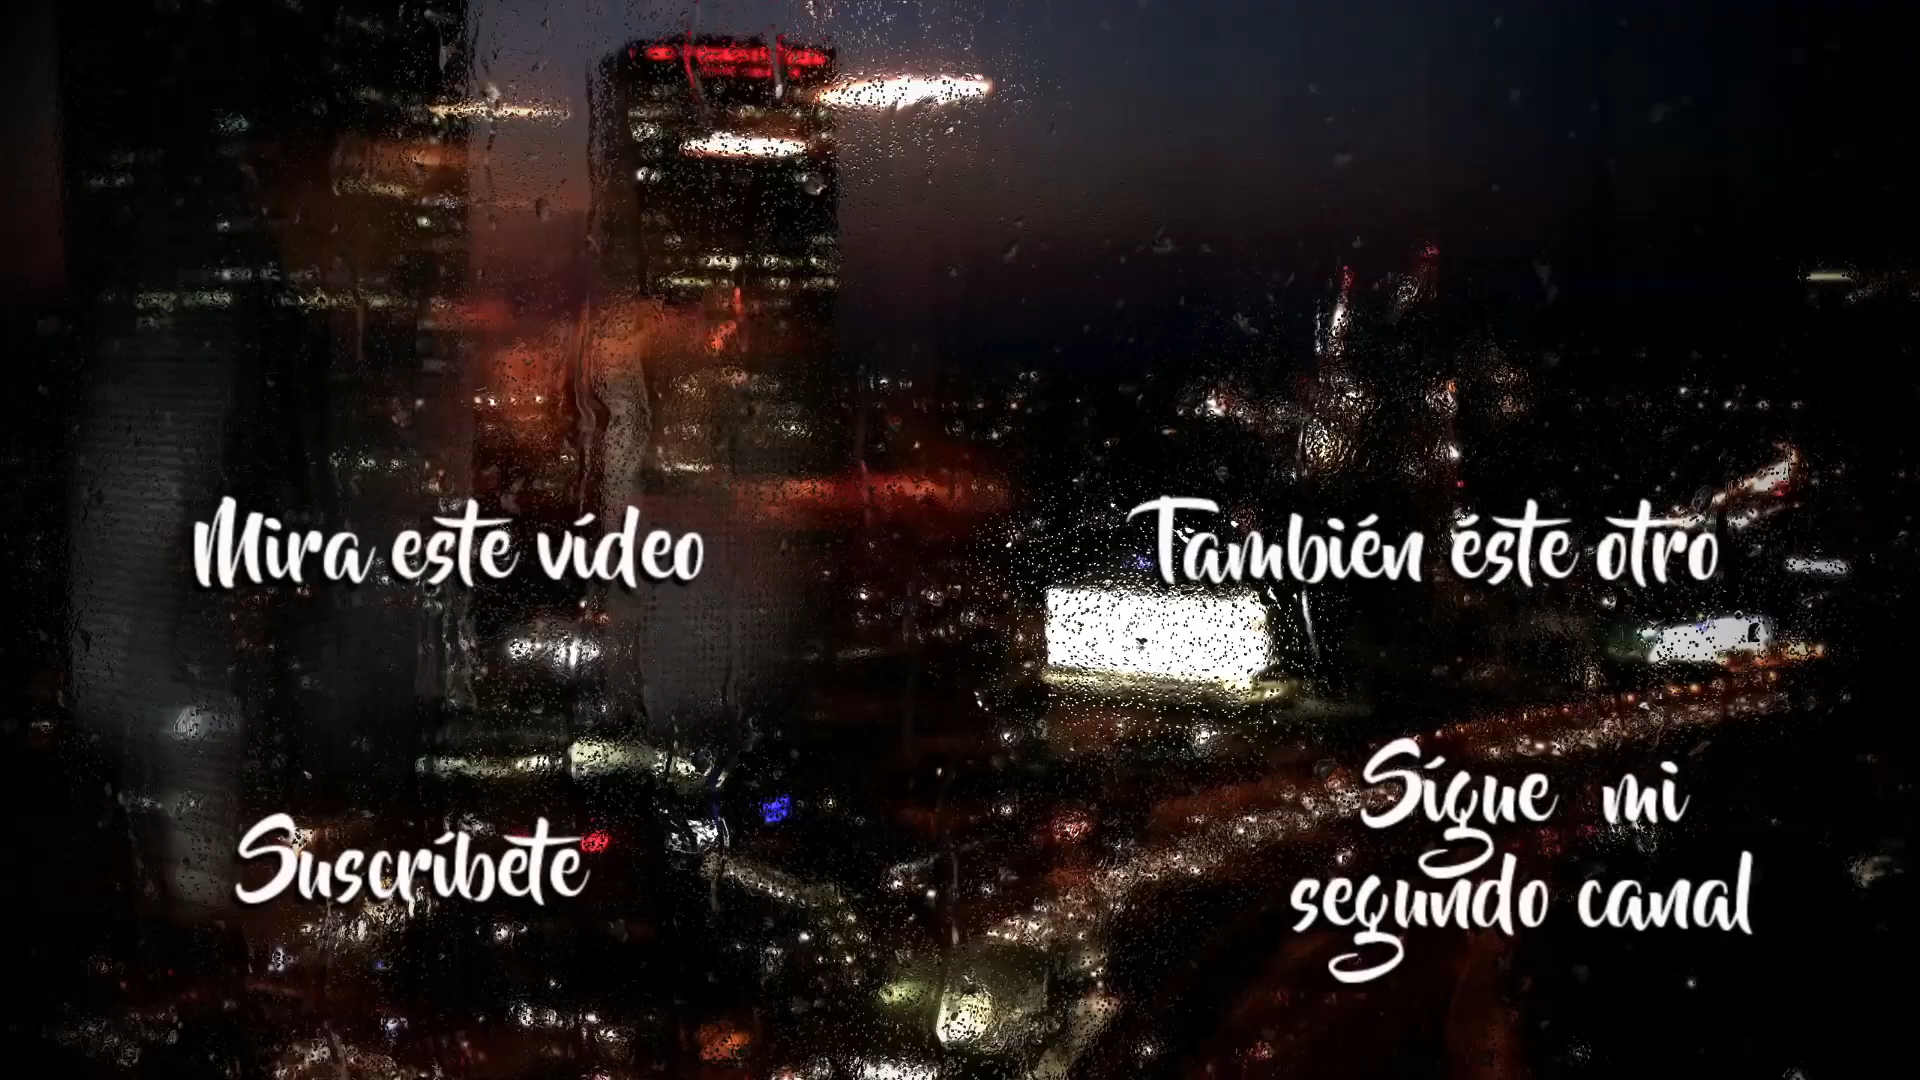 Mira este vídeo
También éste otro
Suscríbete
Sígue mi
segundo canal